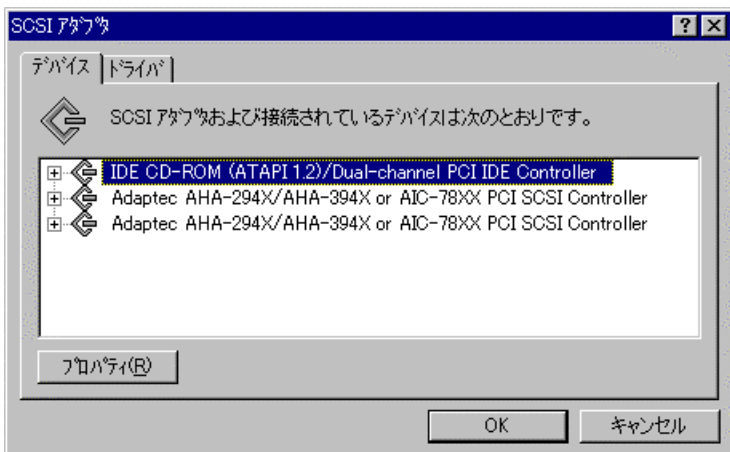 SCSI アダプタ
デバイス
ドライバ
SCSI アダプタおよび接続されているデバイスは次のとおりです。
IDE CD-ROM (ATAPI 1.2)/Dual-channel PCI IDE Controller
Adaptec AHA-294X/AHA-394X or AIC-78XX PCI SCSI Controller
Adaptec AHA-294X/AHA-394X or AIC-78XX PCI SCSI Controller
プロパティ(R)
OK
キャンセル